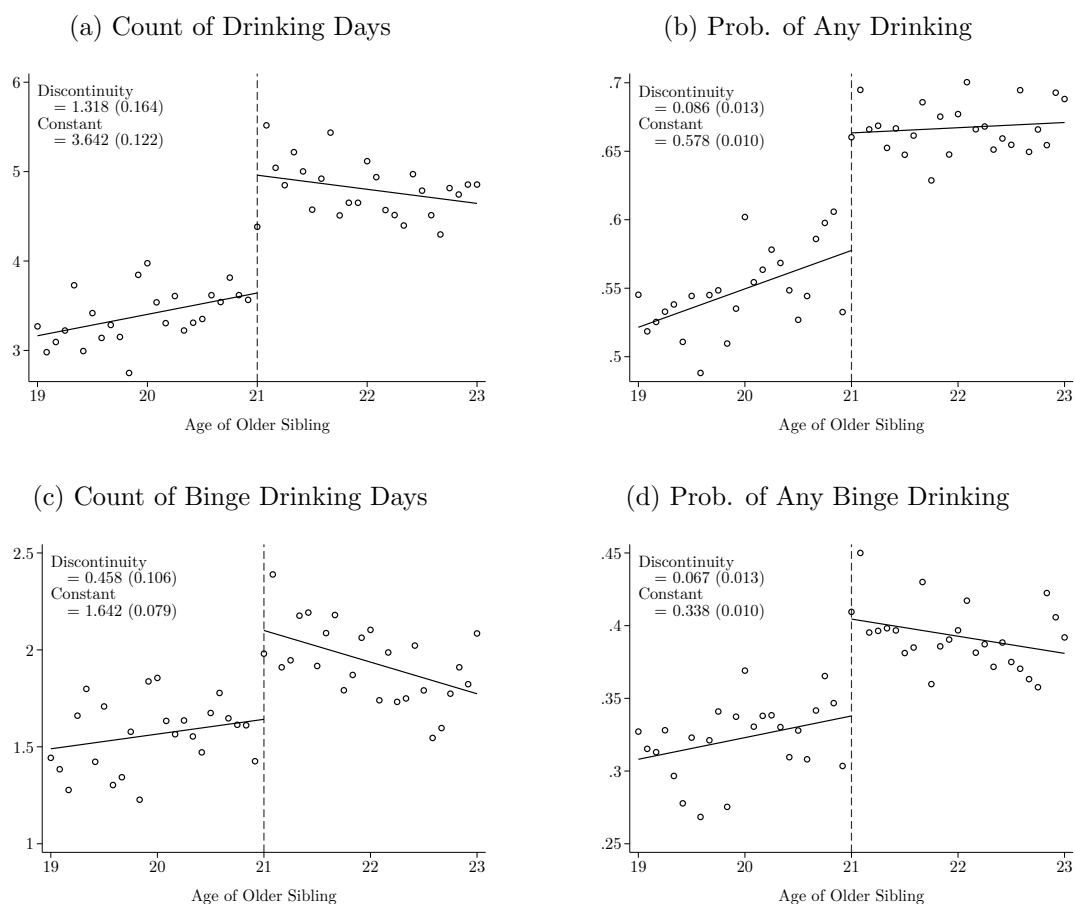 (a) Count of Drinking Days
Discontinuity
= 1.318 (0.164)
Constant
= 3.642 (0.122)
6
5
4
3
19 20 21 22 23
Age of Older Sibling
(b) Prob. of Any Drinking
Discontinuity
= 0.086 (0.013)
Constant
= 0.578 (0.010)
.7
.65
.6
.55
.5
19 20 21 22 23
Age of Older Sibling
(c) Count of Binge Drinking Days
Discontinuity
= 0.458 (0.106)
Constant
= 1.642 (0.079)
2.5
2
1.5
1
19 20 21 22 23
Age of Older Sibling
(d) Prob. of Any Binge Drinking
Discontinuity
= 0.067 (0.013)
Constant
= 0.338 (0.010)
.45
.4
.35
.3
.25
19 20 21 22 23
Age of Older Sibling